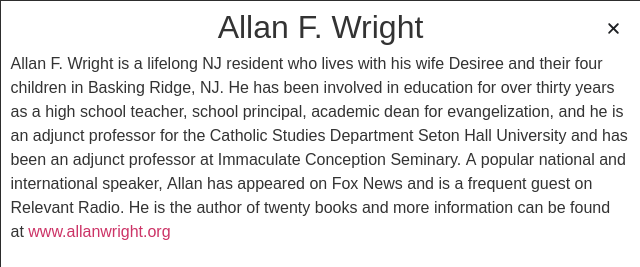 Allan F. Wright
×
Allan F. Wright is a lifelong NJ resident who lives with his wife Desiree and their four
children in Basking Ridge, NJ. He has been involved in education for over thirty years
as a high school teacher, school principal, academic dean for evangelization, and he is
an adjunct professor for the Catholic Studies Department Seton Hall University and has
been an adjunct professor at Immaculate Conception Seminary. A popular national and
international speaker, Allan has appeared on Fox News and is a frequent guest on
Relevant Radio. He is the author of twenty books and more information can be found
at www.allanwright.org